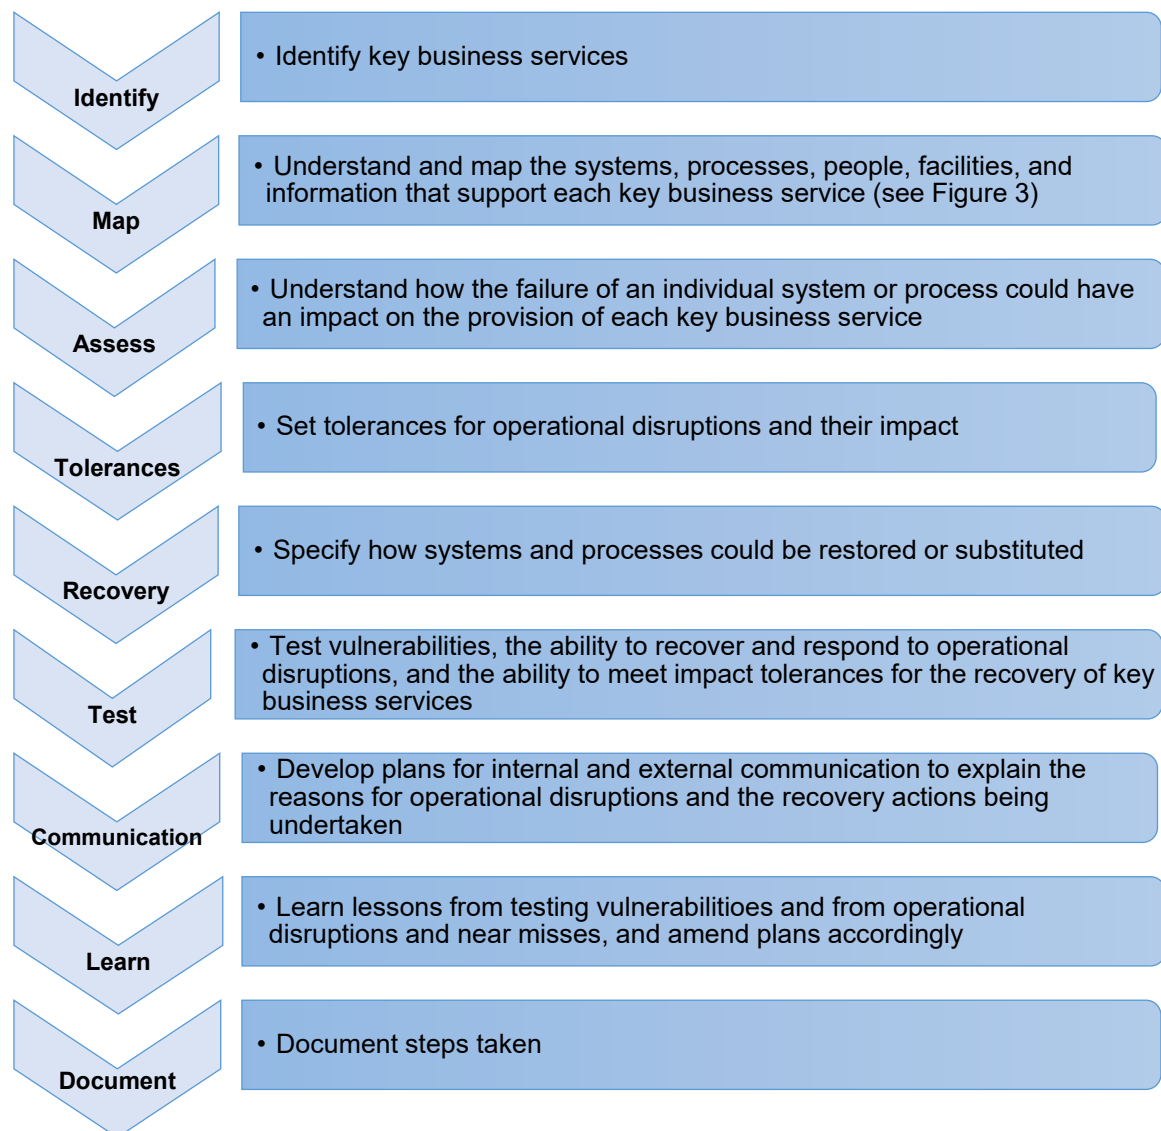 • Identify key business services
Identify
• Understand and map the systems, processes, people, facilities, and
information that support each key business service (see Figure 3)
Map
• Understand how the failure of an individual system or process could have
an impact on the provision of each key business service
Assess
• Set tolerances for operational disruptions and their impact
Tolerances
• Specify how systems and processes could be restored or substituted
Recovery
• Test vulnerabilities, the ability to recover and respond to operational
disruptions, and the ability to meet impact tolerances for the recovery of key
business services
Test
• Develop plans for internal and external communication to explain the
reasons for operational disruptions and the recovery actions being
undertaken
Communication
• Learn lessons from testing vulnerabilitioes and from operational
disruptions and near misses, and amend plans accordingly
Learn
• Document steps taken
Document